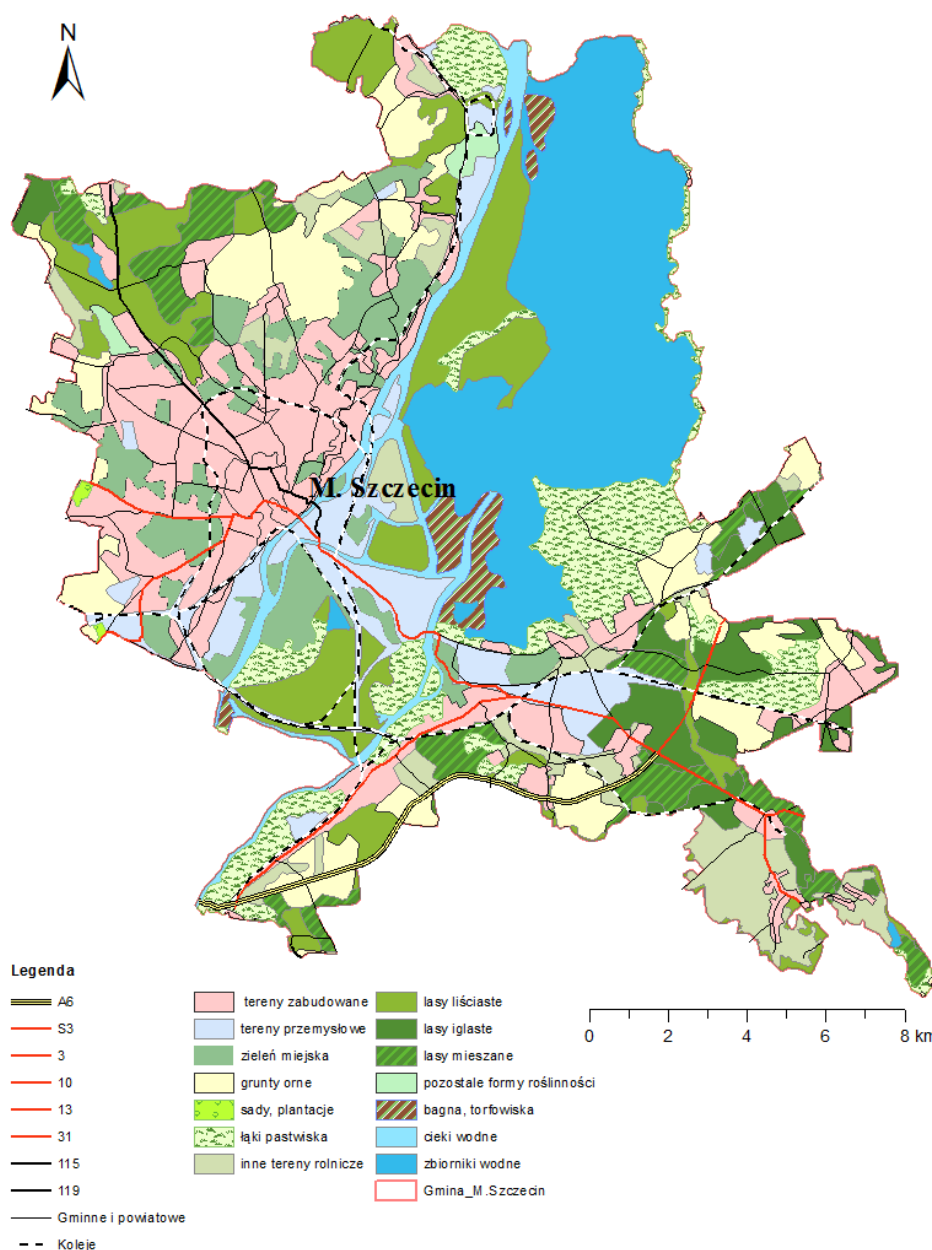 N
M. Szczecin
Legenda
A6
S3
3
10
13
31
115
119
Gminne i powiatowe
Koleje
tereny zabudowane
tereny przemysłowe
zieleń miejska
grunty orne
sady, plantacje
łąki pastwiska
inne tereny rolnicze
lasy liściaste
lasy iglaste
lasy mieszane
pozostałe formy roślinności
bagna, torfowiska
cieki wodne
zbiorniki wodne
Gmina_M.Szczecin
0 2 4 6 8 km